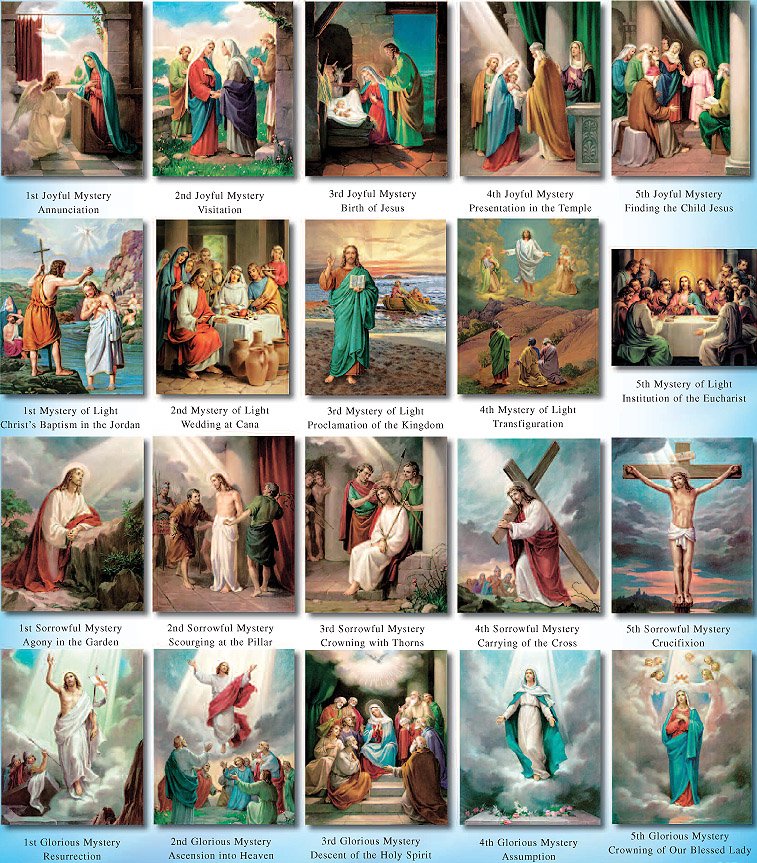 1st Joyful Mystery
Annunciation
2nd Joyful Mystery
Visitation
3rd Joyful Mystery
Birth of Jesus
4th Joyful Mystery
Presentation in the Temple
5th Joyful Mystery
Finding the Child Jesus
1st Mystery of Light
Christ's Baptism in the Jordan
2nd Mystery of Light
Wedding at Cana
3rd Mystery of Light
Proclamation of the Kingdom
4th Mystery of Light
Transfiguration
5th Mystery of Light
Institution of the Eucharist
1st Sorrowful Mystery
Agony in the Garden
2nd Sorrowful Mystery
Scourging at the Pillar
3rd Sorrowful Mystery
Crowning with Thorns
4th Sorrowful Mystery
Carrying of the Cross
5th Sorrowful Mystery
Crucifixion
1st Glorious Mystery
Resurrection
2nd Glorious Mystery
Ascension into Heaven
3rd Glorious Mystery
Descent of the Holy Spirit
4th Glorious Mystery
Assumption
5th Glorious Mystery
Crowning of Our Blessed Lady